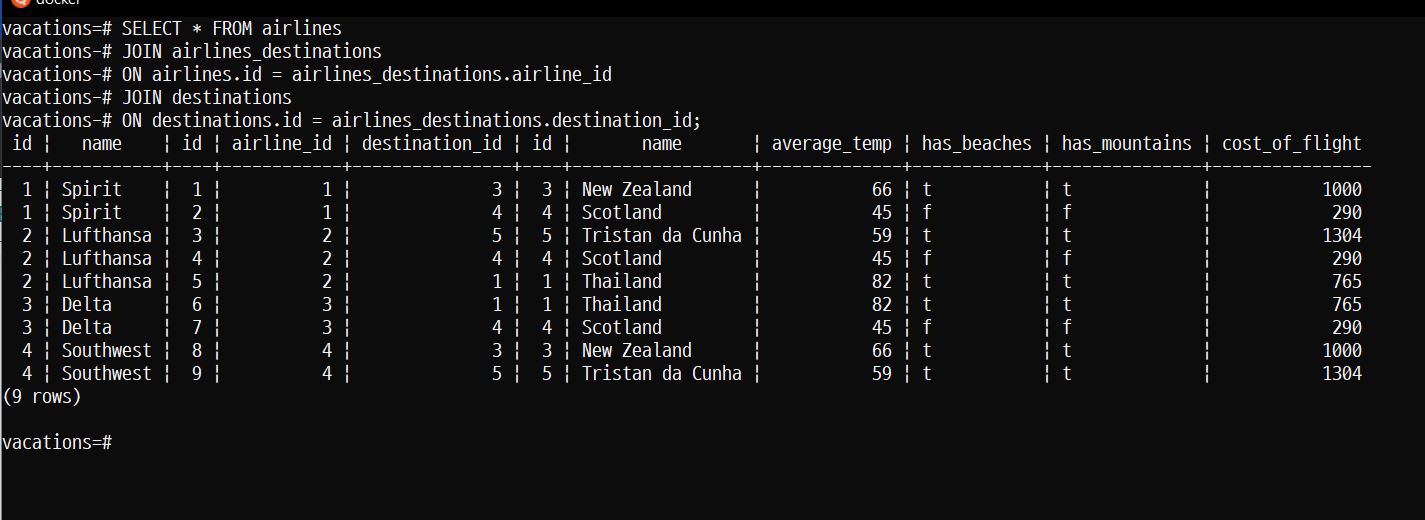 docker
vacations=# SELECT * FROM airlines
vacations-# JOIN airlines_destinations
vacations-# ON airlines.id = airlines_destinations.airline_id
vacations-# JOIN destinations
vacations-# ON destinations.id = airlines_destinations.destination_id;
 id ¦   name    ¦ id ¦ airline_id ¦ destination_id ¦ id ¦       name       ¦ average_temp ¦ has_beaches ¦ has_mountains ¦ cost_of_flight
----+-----------+----+------------+----------------+----+------------------+--------------+-------------+---------------+----------------
  1 ¦ Spirit    ¦  1 ¦          1 ¦              3 ¦  3 ¦ New Zealand      ¦           66 ¦ t           ¦ t             ¦           1000
  1 ¦ Spirit    ¦  2 ¦          1 ¦              4 ¦  4 ¦ Scotland         ¦           45 ¦ f           ¦ f             ¦            290
  2 ¦ Lufthansa ¦  3 ¦          2 ¦              5 ¦  5 ¦ Tristan da Cunha ¦           59 ¦ t           ¦ t             ¦           1304
  2 ¦ Lufthansa ¦  4 ¦          2 ¦              4 ¦  4 ¦ Scotland         ¦           45 ¦ f           ¦ f             ¦            290
  2 ¦ Lufthansa ¦  5 ¦          2 ¦              1 ¦  1 ¦ Thailand         ¦           82 ¦ t           ¦ t             ¦            765
  3 ¦ Delta     ¦  6 ¦          3 ¦              1 ¦  1 ¦ Thailand         ¦           82 ¦ t           ¦ t             ¦            765
  3 ¦ Delta     ¦  7 ¦          3 ¦              4 ¦  4 ¦ Scotland         ¦           45 ¦ f           ¦ f             ¦            290
  4 ¦ Southwest ¦  8 ¦          4 ¦              3 ¦  3 ¦ New Zealand      ¦           66 ¦ t           ¦ t             ¦           1000
  4 ¦ Southwest ¦  9 ¦          4 ¦              5 ¦  5 ¦ Tristan da Cunha ¦           59 ¦ t           ¦ t             ¦           1304
(9 rows)
vacations=#